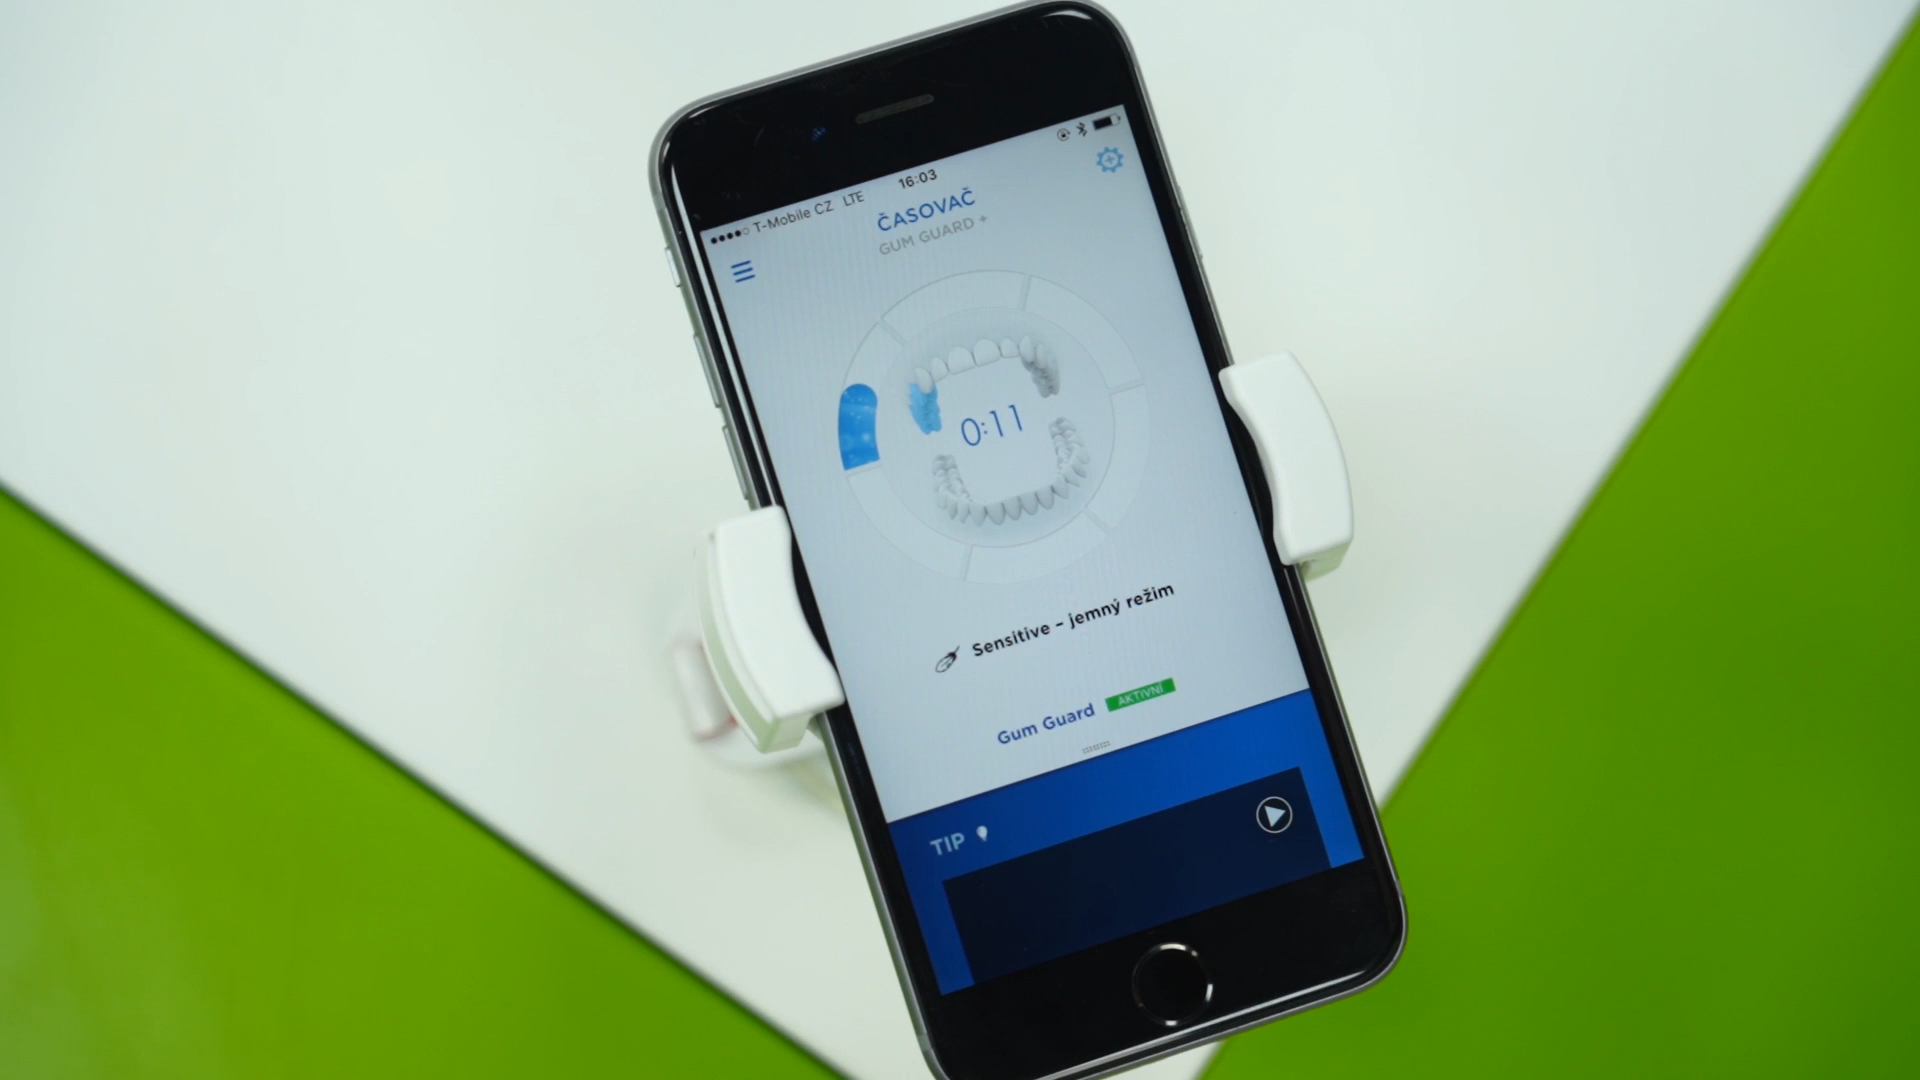 T-Mobile CZ LTE
16:03
ČASOVAČ
GUM GUARD +
0:11
Sensitive – jemný režim
Gum Guard AKTIVNÍ
TIP